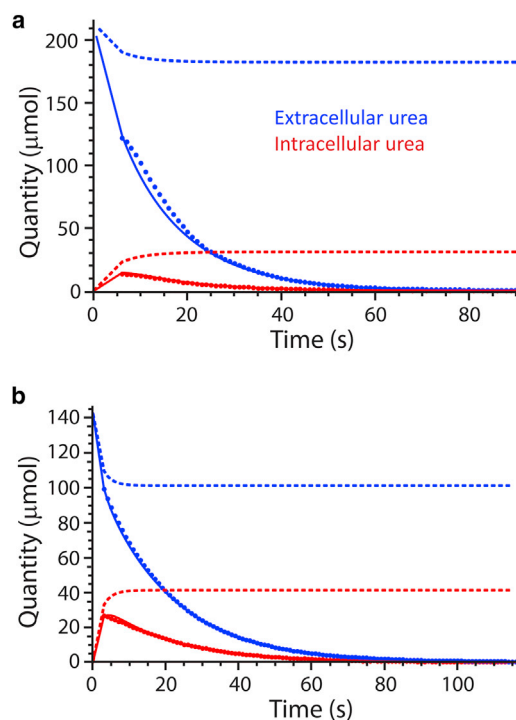 a
200
150
100
50
0
Quantity (μmol)
Extracellular urea
Intracellular urea
0 20 40 60 80
Time (s)
b
140
120
100
80
60
40
20
0
Quantity (μmol)
0 20 40 60 80 100
Time (s)